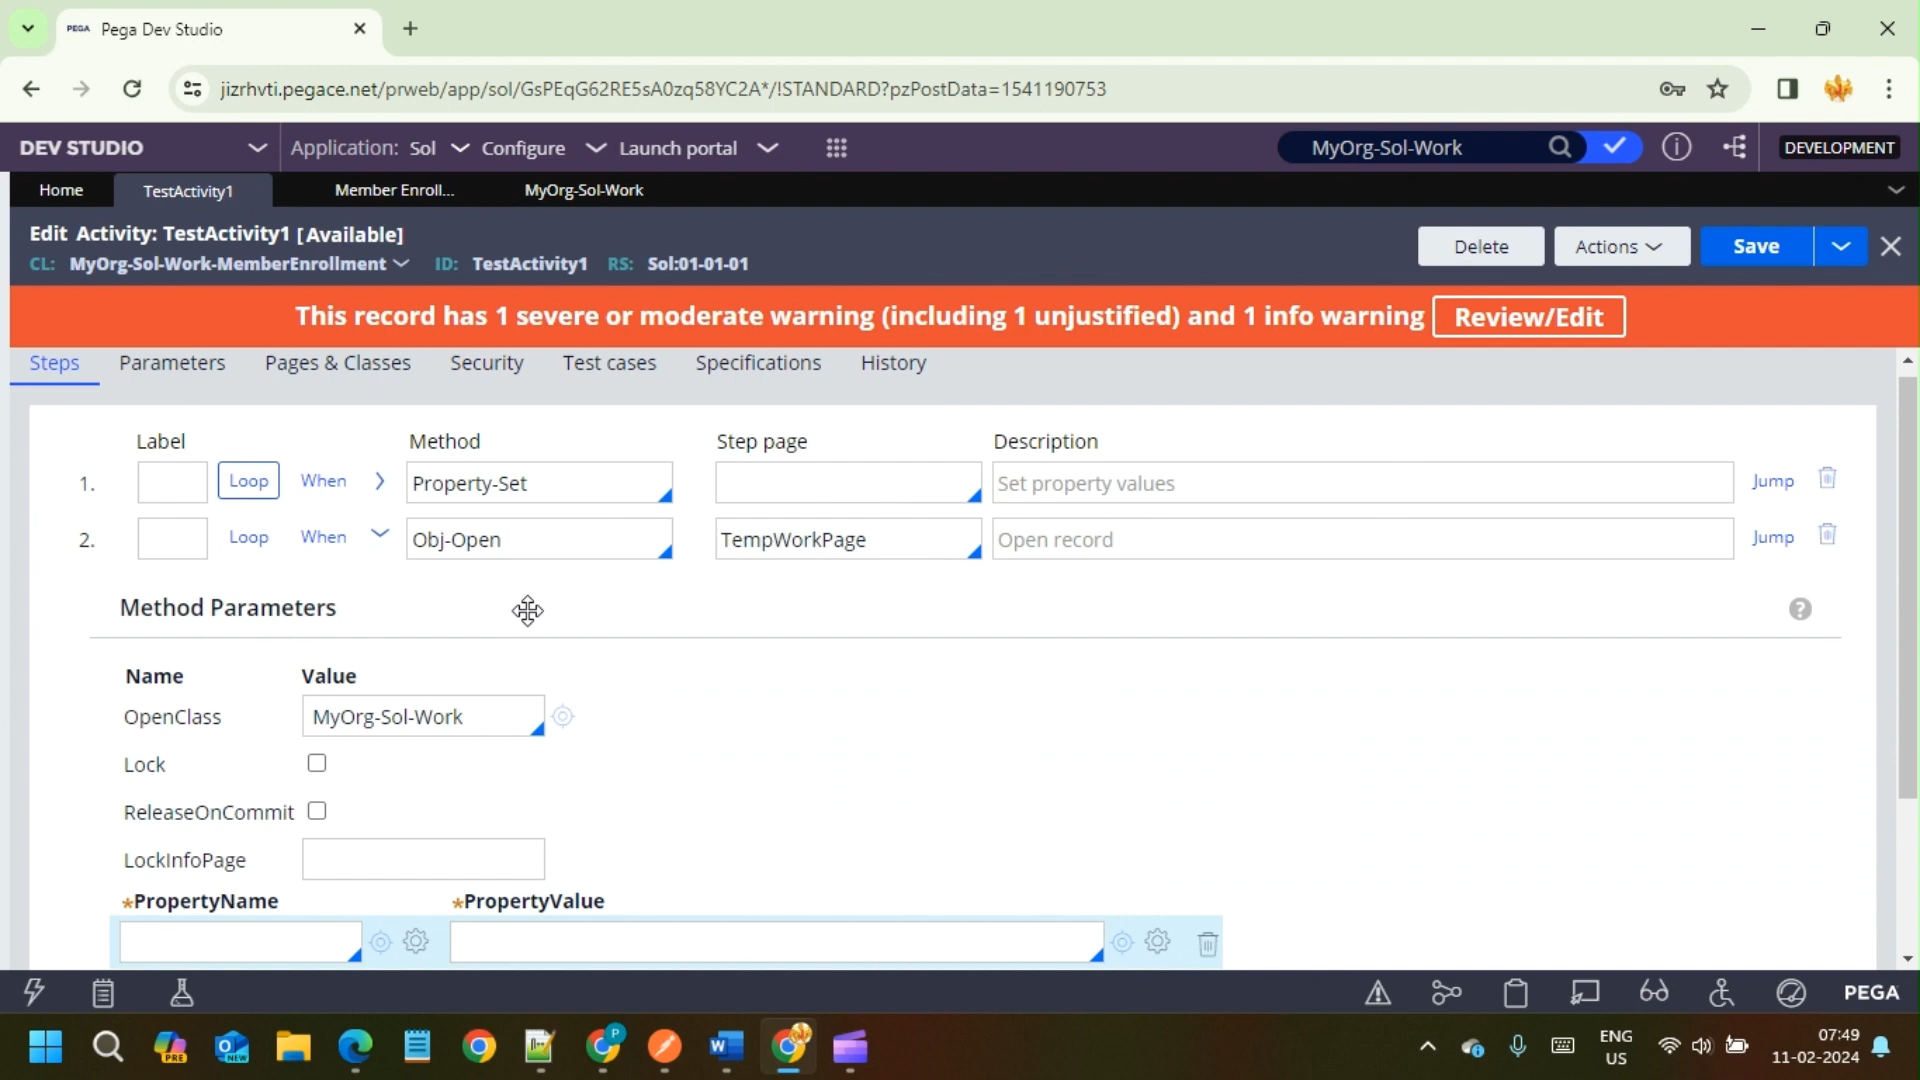 PEGA Pega Dev Studio
jizrhvti.pegace.net/prweb/app/sol/GsPEqG62RE5sA0zq58YC2A*/!STANDARD?pzPostData=1541190753
DEV STUDIO Application: Sol Configure Launch portal MyOrg-Sol-Work DEVELOPMENT
Home TestActivity1 Member Enroll... MyOrg-Sol-Work
Edit Activity: TestActivity1 [Available]
CL: MyOrg-Sol-Work-MemberEnrollment ID: TestActivity1 RS: Sol:01-01-01
Delete Actions Save
This record has 1 severe or moderate warning (including 1 unjustified) and 1 info warning Review/Edit
Steps Parameters Pages & Classes Security Test cases Specifications History
Label Method Step page Description
1. Loop When Property-Set Set property values Jump
2. Loop When Obj-Open TempWorkPage Open record Jump
Method Parameters
Name Value
OpenClass MyOrg-Sol-Work
Lock
ReleaseOnCommit
LockInfoPage
*PropertyName *PropertyValue
PEGA
PRE NEW P
ENG
US
07:49
11-02-2024